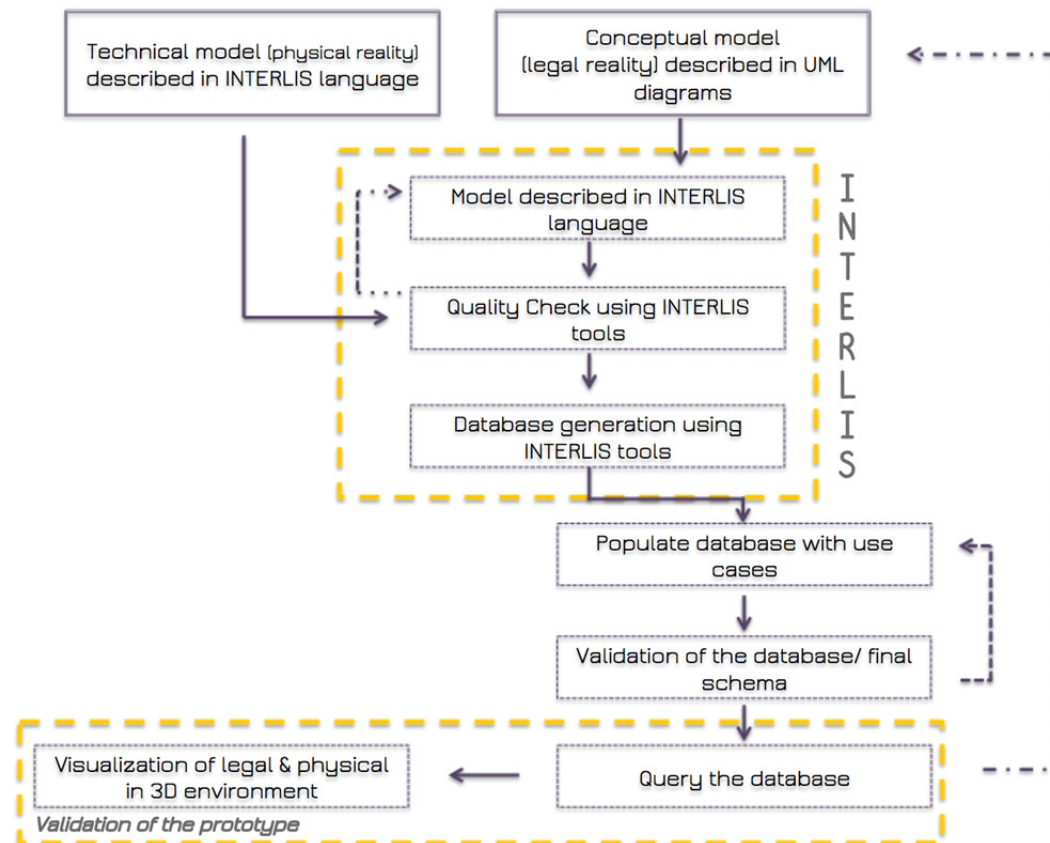 Technical model (physical reality)
described in INTERLIS language
Conceptual model
(legal reality) described in UML
diagrams
Model described in INTERLIS
language
Quality Check using INTERLIS
tools
Database generation using
INTERLIS tools
INTERLIS
Populate database with use
cases
Validation of the database/ final
schema
Visualization of legal & physical
in 3D environment
Query the database
Validation of the prototype